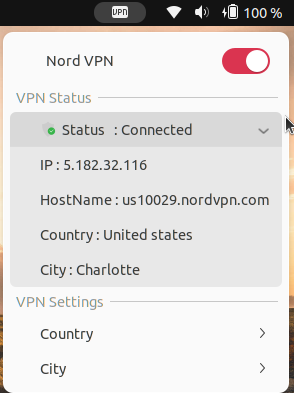 VPN
100 %
Nord VPN
VPN Status
Status : Connected
IP : 5.182.32.116
HostName : us10029.nordvpn.com
Country : United states
City : Charlotte
VPN Settings
Country
City